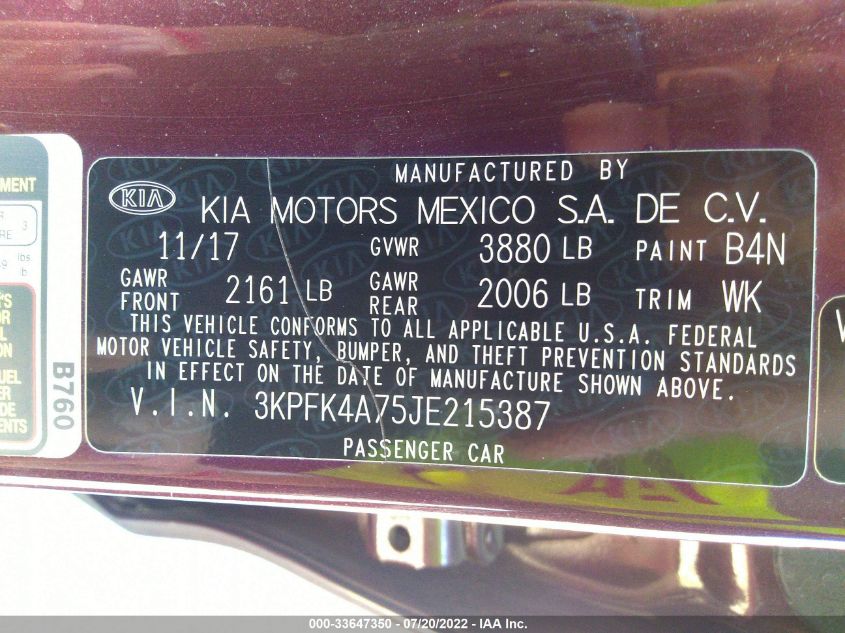 MANUFACTURED BY
KIA KIA MOTORS MEXICO S.A. DE C.V.
11/17 GVWR 3880 LB PAINT B4N
GAWR FRONT 2161 LB GAWR REAR 2006 LB TRIM WK
THIS VEHICLE CONFORMS TO ALL APPLICABLE U.S.A. FEDERAL
MOTOR VEHICLE SAFETY, BUMPER, AND THEFT PREVENTION STANDARDS
IN EFFECT ON THE DATE OF MANUFACTURE SHOWN ABOVE.
V.I.N. 3KPFK4A75JE215387
PASSENGER CAR
B760
lbs
3
000-33647350 - 07/20/2022 - IAA Inc.